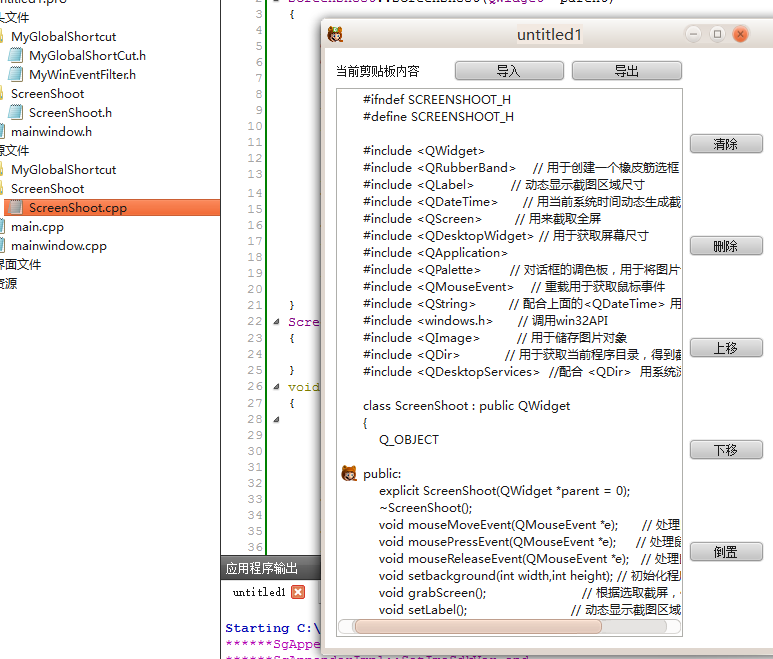 头文件
MyGlobalShortcut
MyGlobalShortCut.h
MyWinEventFilter.h
ScreenShoot
ScreenShoot.h
mainwindow.h
源文件
MyGlobalShortcut
ScreenShoot
ScreenShoot.cpp
main.cpp
mainwindow.cpp
界面文件
资源
3
{
4
5
6
7
8
9
10
11
12
13
14
15
16
17
18
19
20
21
}
22
Scre
23
{
24
25
}
26
void
27
{
28
29
30
31
32
33
34
35
36
应用程序输出
untitled1
Starting C:\
******SgAppe
untitled1
当前剪贴板内容
导入
导出
#ifndef SCREENSHOOT_H
#define SCREENSHOOT_H
#include <QWidget>
#include <QRubberBand> // 用于创建一个橡皮筋选框
#include <QLabel> // 动态显示截图区域尺寸
#include <QDateTime> // 用当前系统时间动态生成截
#include <QScreen> // 用来截取全屏
#include <QDesktopWidget> // 用于获取屏幕尺寸
#include <QApplication>
#include <QPalette> // 对话框的调色板，用于将图片
#include <QMouseEvent> // 重载用于获取鼠标事件
#include <QString> // 配合上面的<QDateTime> 用
#include <windows.h> // 调用win32API
#include <QImage> // 用于储存图片对象
#include <QDir> // 用于获取当前程序目录，得到截
#include <QDesktopServices> //配合 <QDir> 用系统浏
class ScreenShoot : public QWidget
{
Q_OBJECT
public:
explicit ScreenShoot(QWidget *parent = 0);
~ScreenShoot();
void mouseMoveEvent(QMouseEvent *e); // 处理
void mousePressEvent(QMouseEvent *e); // 处理鼠
void mouseReleaseEvent(QMouseEvent *e); // 处理
void setbackground(int width,int height); // 初始化程
void grabScreen(); // 根据选取截屏，
void setLabel(); // 动态显示截图区域
清除
删除
上移
下移
倒置